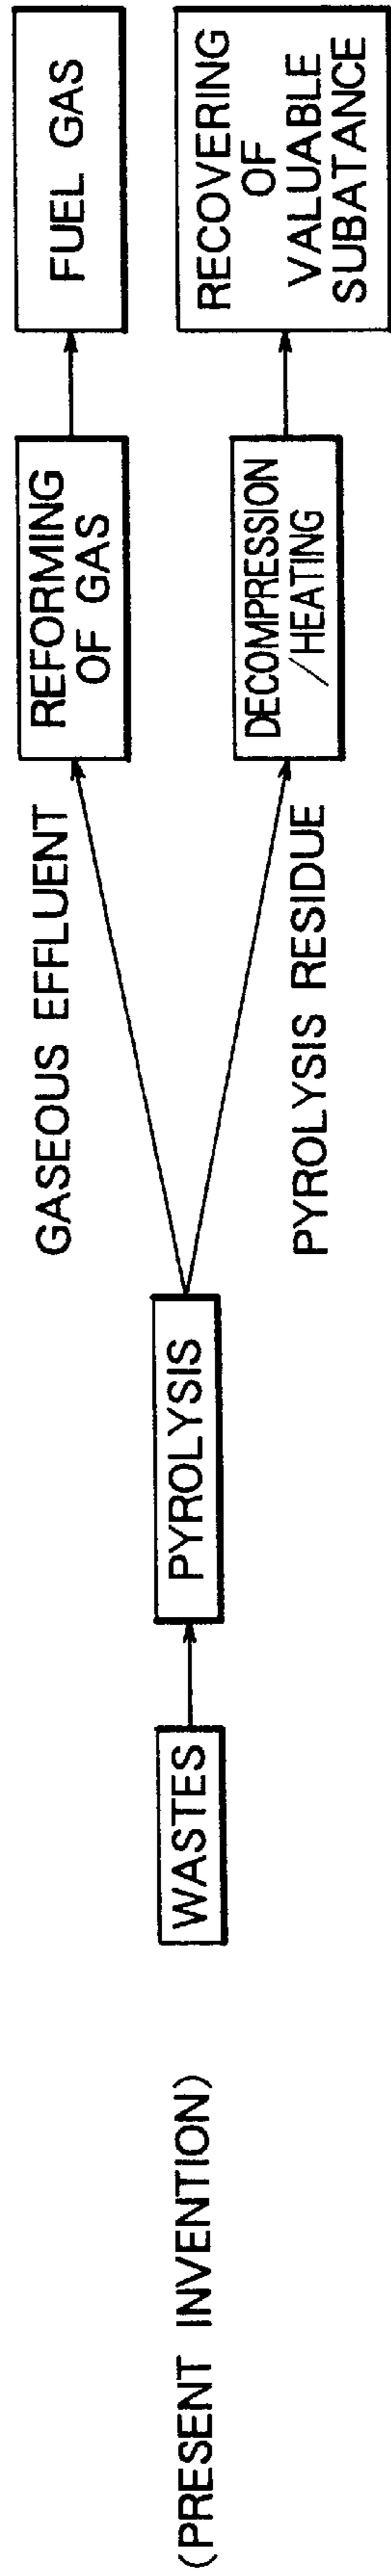 (PRESENT INVENTION)
WASTES
PYROLYSIS
GASEOUS EFFLUENT
REFORMING
OF GAS
FUEL GAS
PYROLYSIS RESIDUE
DECOMPRESSION
/HEATING
RECOVERING
OF
VALUABLE
SUBATANCE